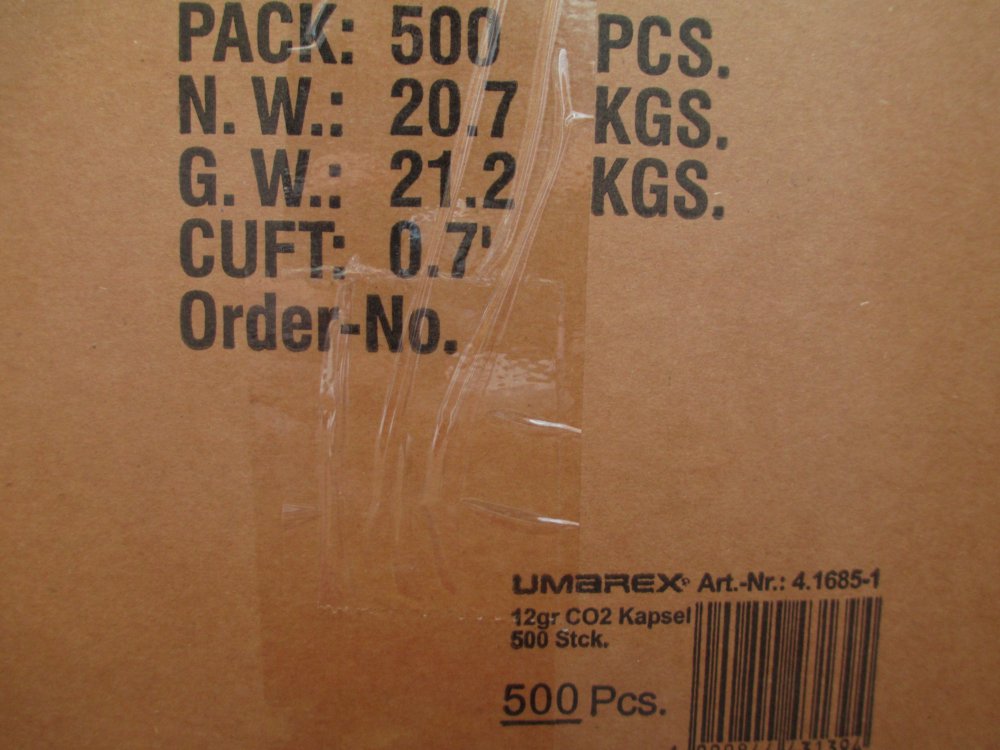 PACK: 500 PCS.
N. W.: 20.7 KGS.
G. W.: 21.2 KGS.
CUFT: 0.7'
Order-No.
UMAREX® Art.-Nr.: 4.1685-1
12gr CO2 Kapsel
500 Stck.
500 Pcs.